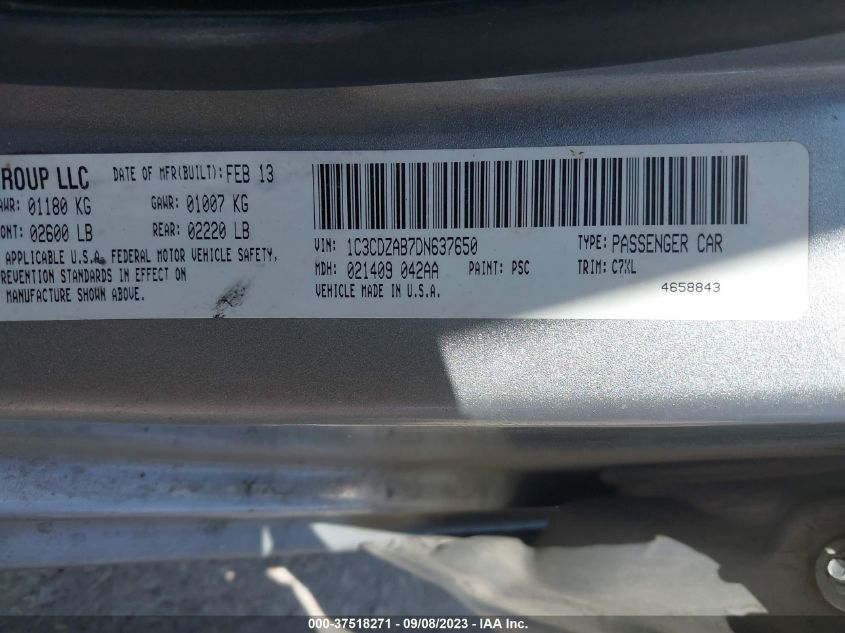 ROUP LLC DATE OF MFR(BUILT): FEB 13
AWR: 01180 KG GAWR: 01007 KG
ONT: 02600 LB REAR: 02220 LB
APPLICABLE U.S.A. FEDERAL MOTOR VEHICLE SAFETY,
REVENTION STANDARDS IN EFFECT ON
MANUFACTURE SHOWN ABOVE.
VIN: 1C3CDZAB7DN637650 TYPE: PASSENGER CAR
MDH: 021409 042AA PAINT: PSC TRIM: C7XL
VEHICLE MADE IN U.S.A. 4658843
000-37518271 - 09/08/2023 - IAA Inc.